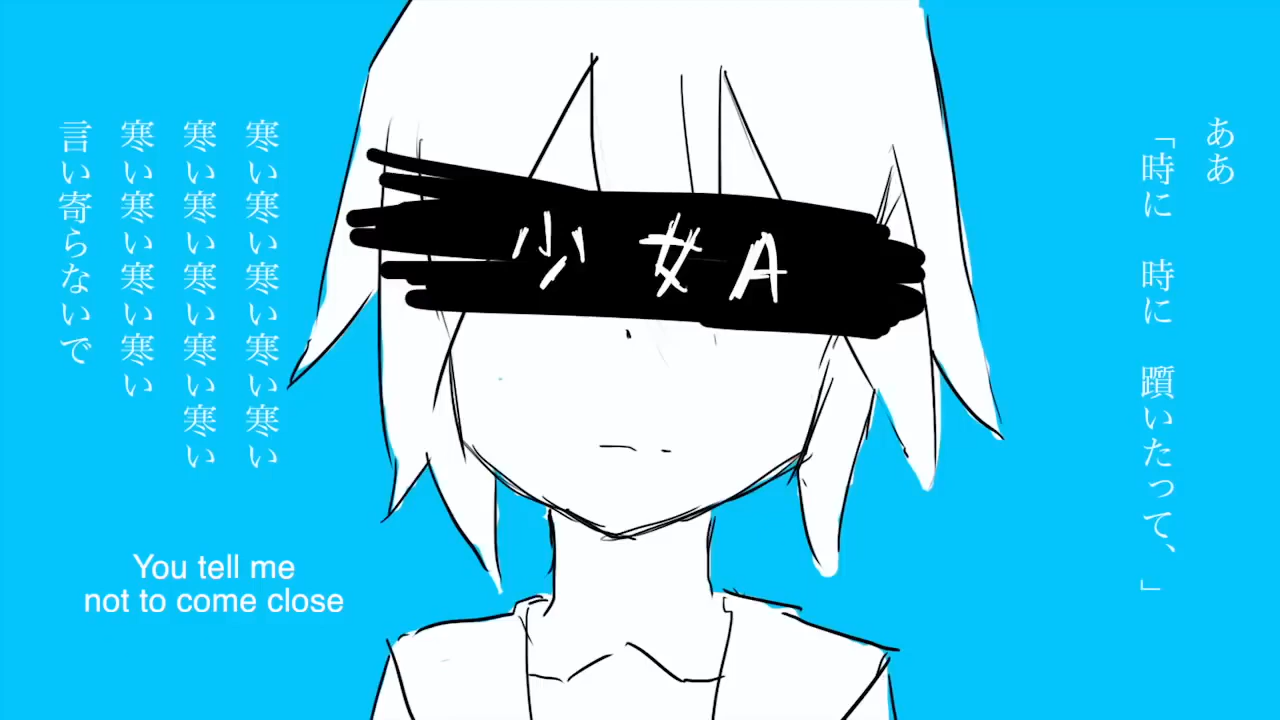 ああ
「時に　時に　躓いたって、」
少女A
寒い寒い寒い寒い寒い
寒い寒い寒い寒い寒い
寒い寒い寒い寒い
言い寄らないで
You tell me
not to come close